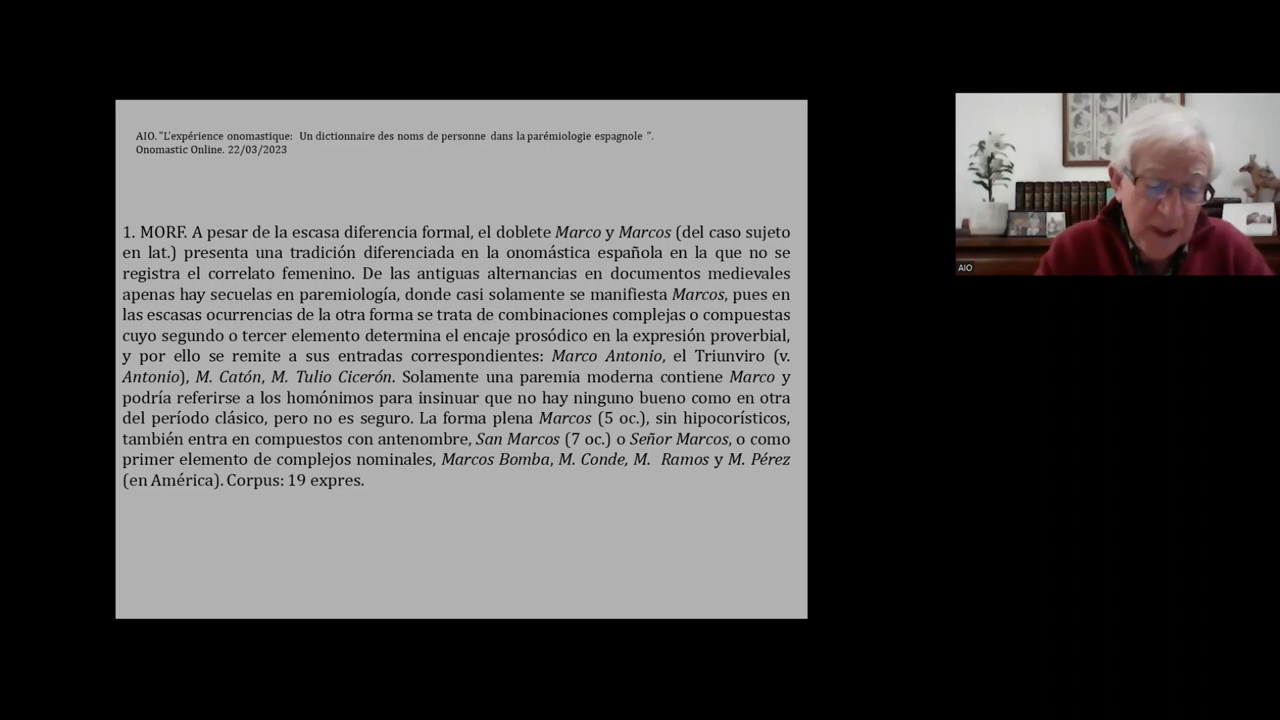 AIO. "L'expérience onomastique: Un dictionnaire des noms de personne dans la parémiologie espagnole ".
Onomastic Online. 22/03/2023
1. MORF. A pesar de la escasa diferencia formal, el doblete Marco y Marcos (del caso sujeto
en lat.) presenta una tradición diferenciada en la onomástica española en la que no se
registra el correlato femenino. De las antiguas alternancias en documentos medievales
apenas hay secuelas en paremiología, donde casi solamente se manifiesta Marcos, pues en
las escasas ocurrencias de la otra forma se trata de combinaciones complejas o compuestas
cuyo segundo o tercer elemento determina el encaje prosódico en la expresión proverbial,
y por ello se remite a sus entradas correspondientes: Marco Antonio, el Triunviro (v.
Antonio), M. Catón, M. Tulio Cicerón. Solamente una paremia moderna contiene Marco y
podría referirse a los homónimos para insinuar que no hay ninguno bueno como en otra
del período clásico, pero no es seguro. La forma plena Marcos (5 oc.), sin hipocorísticos,
también entra en compuestos con antenombre, San Marcos (7 oc.) o Señor Marcos, o como
primer elemento de complejos nominales, Marcos Bomba, M. Conde, M. Ramos y M. Pérez
(en América). Corpus: 19 expres.
AIO